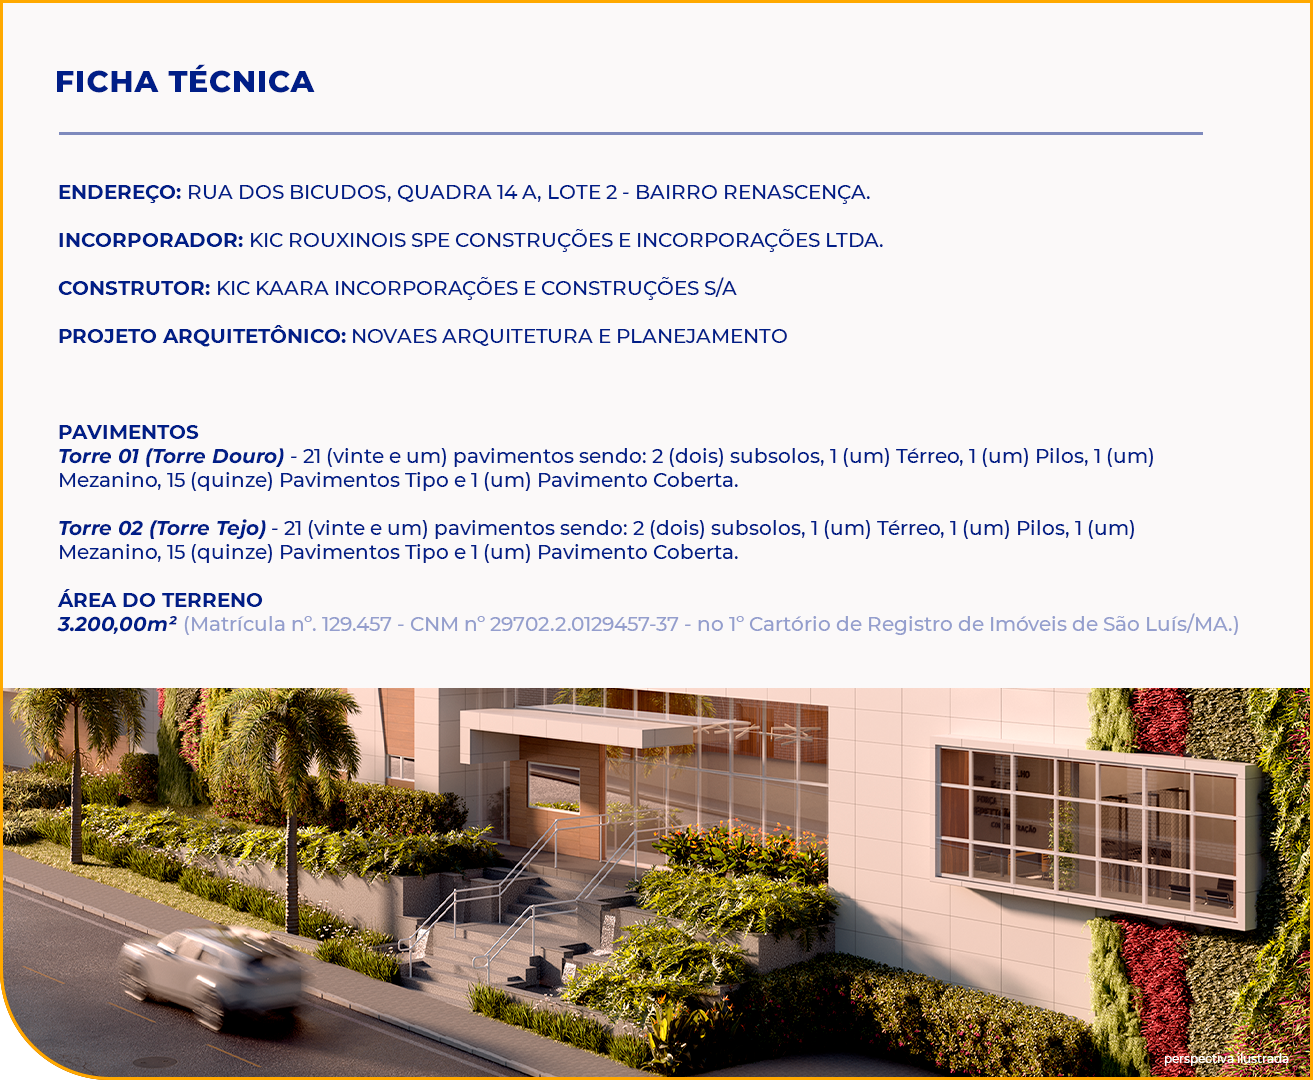 FICHA TÉCNICA
ENDEREÇO: RUA DOS BICUDOS, QUADRA 14 A, LOTE 2 - BAIRRO RENASCENÇA.
INCORPORADOR: KIC ROUXINOIS SPE CONSTRUÇÕES E INCORPORAÇÕES LTDA.
CONSTRUTOR: KIC KAARA INCORPORAÇÕES E CONSTRUÇÕES S/A
PROJETO ARQUITETÔNICO: NOVAES ARQUITETURA E PLANEJAMENTO
PAVIMENTOS
Torre 01 (Torre Douro) - 21 (vinte e um) pavimentos sendo: 2 (dois) subsolos, 1 (um) Térreo, 1 (um) Pilos, 1 (um)
Mezanino, 15 (quinze) Pavimentos Tipo e 1 (um) Pavimento Coberta.
Torre 02 (Torre Tejo) - 21 (vinte e um) pavimentos sendo: 2 (dois) subsolos, 1 (um) Térreo, 1 (um) Pilos, 1 (um)
Mezanino, 15 (quinze) Pavimentos Tipo e 1 (um) Pavimento Coberta.
ÁREA DO TERRENO
3.200,00m² (Matrícula nº. 129.457 - CNM nº 29702.2.0129457-37 - no 1º Cartório de Registro de Imóveis de São Luís/MA.)
perspectiva ilustrada